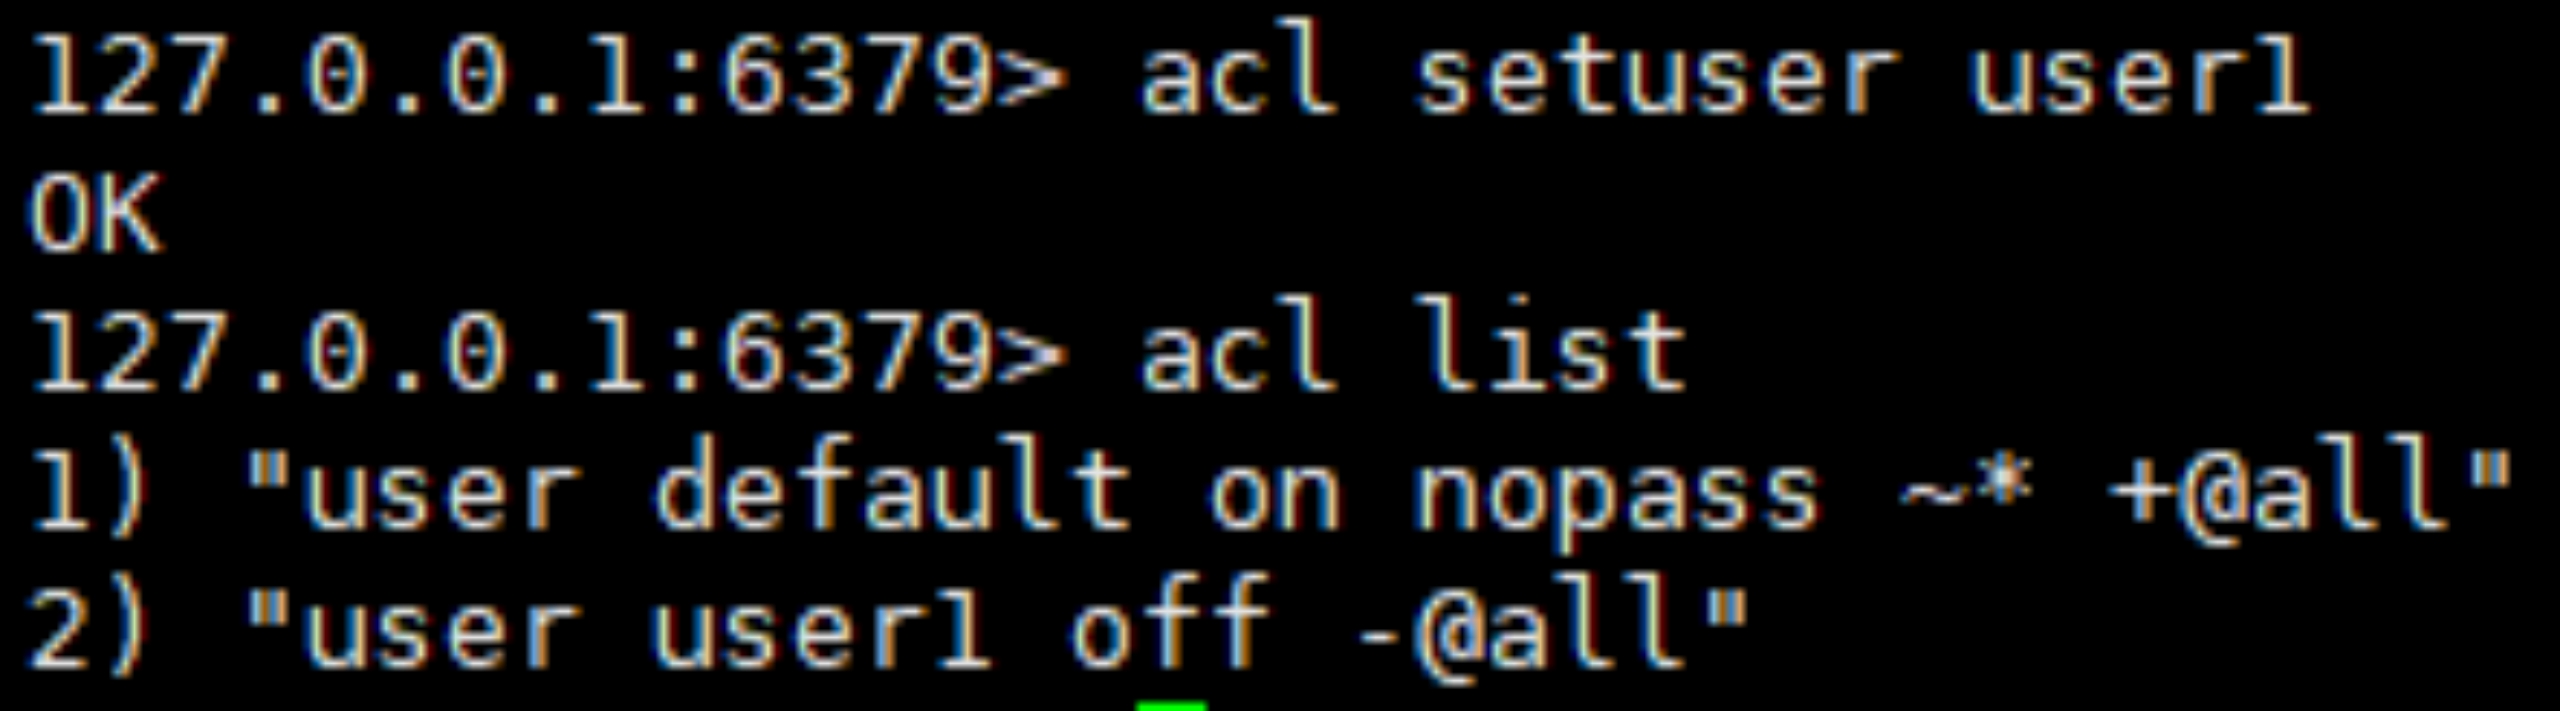 127.0.0.1:6379> acl setuser user1
OK
127.0.0.1:6379> acl list
1) "user default on nopass ~* +@all"
2) "user user1 off -@all"